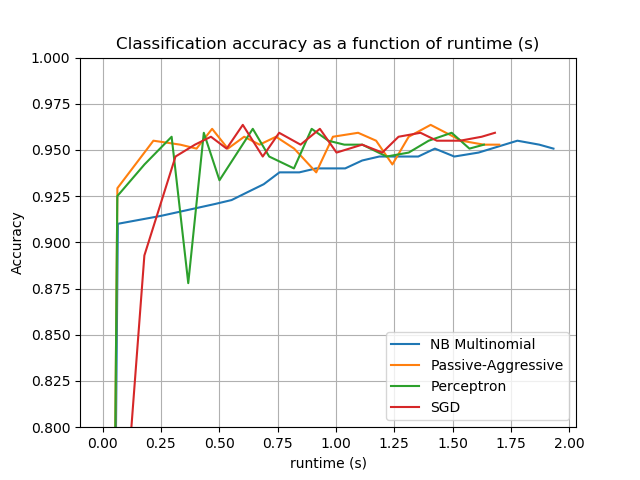 Classification accuracy as a function of runtime (s)
1.000
0.975
0.950
0.925
0.900
0.875
0.850
0.825
0.800
Accuracy
NB Multinomial
Passive-Aggressive
Perceptron
SGD
0.00 0.25 0.50 0.75 1.00 1.25 1.50 1.75 2.00
runtime (s)